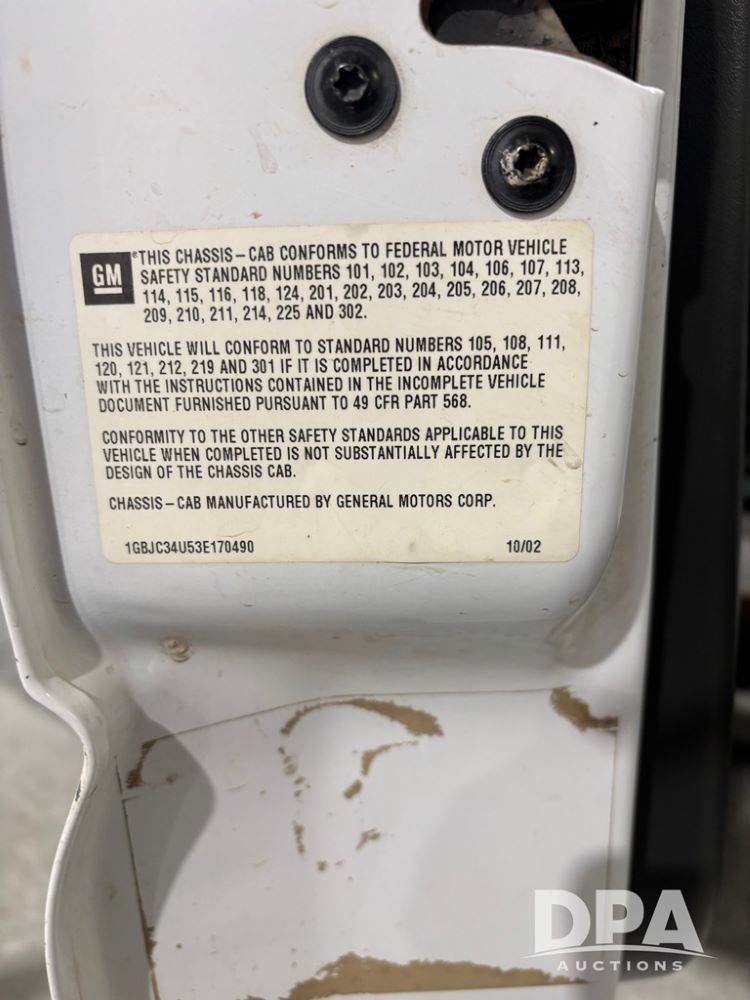 GM
®THIS CHASSIS–CAB CONFORMS TO FEDERAL MOTOR VEHICLE
SAFETY STANDARD NUMBERS 101, 102, 103, 104, 106, 107, 113,
114, 115, 116, 118, 124, 201, 202, 203, 204, 205, 206, 207, 208,
209, 210, 211, 214, 225 AND 302.
THIS VEHICLE WILL CONFORM TO STANDARD NUMBERS 105, 108, 111,
120, 121, 212, 219 AND 301 IF IT IS COMPLETED IN ACCORDANCE
WITH THE INSTRUCTIONS CONTAINED IN THE INCOMPLETE VEHICLE
DOCUMENT FURNISHED PURSUANT TO 49 CFR PART 568.
CONFORMITY TO THE OTHER SAFETY STANDARDS APPLICABLE TO THIS
VEHICLE WHEN COMPLETED IS NOT SUBSTANTIALLY AFFECTED BY THE
DESIGN OF THE CHASSIS CAB.
CHASSIS–CAB MANUFACTURED BY GENERAL MOTORS CORP.
1GBJC34U53E170490 10/02
DPA
AUCTIONS